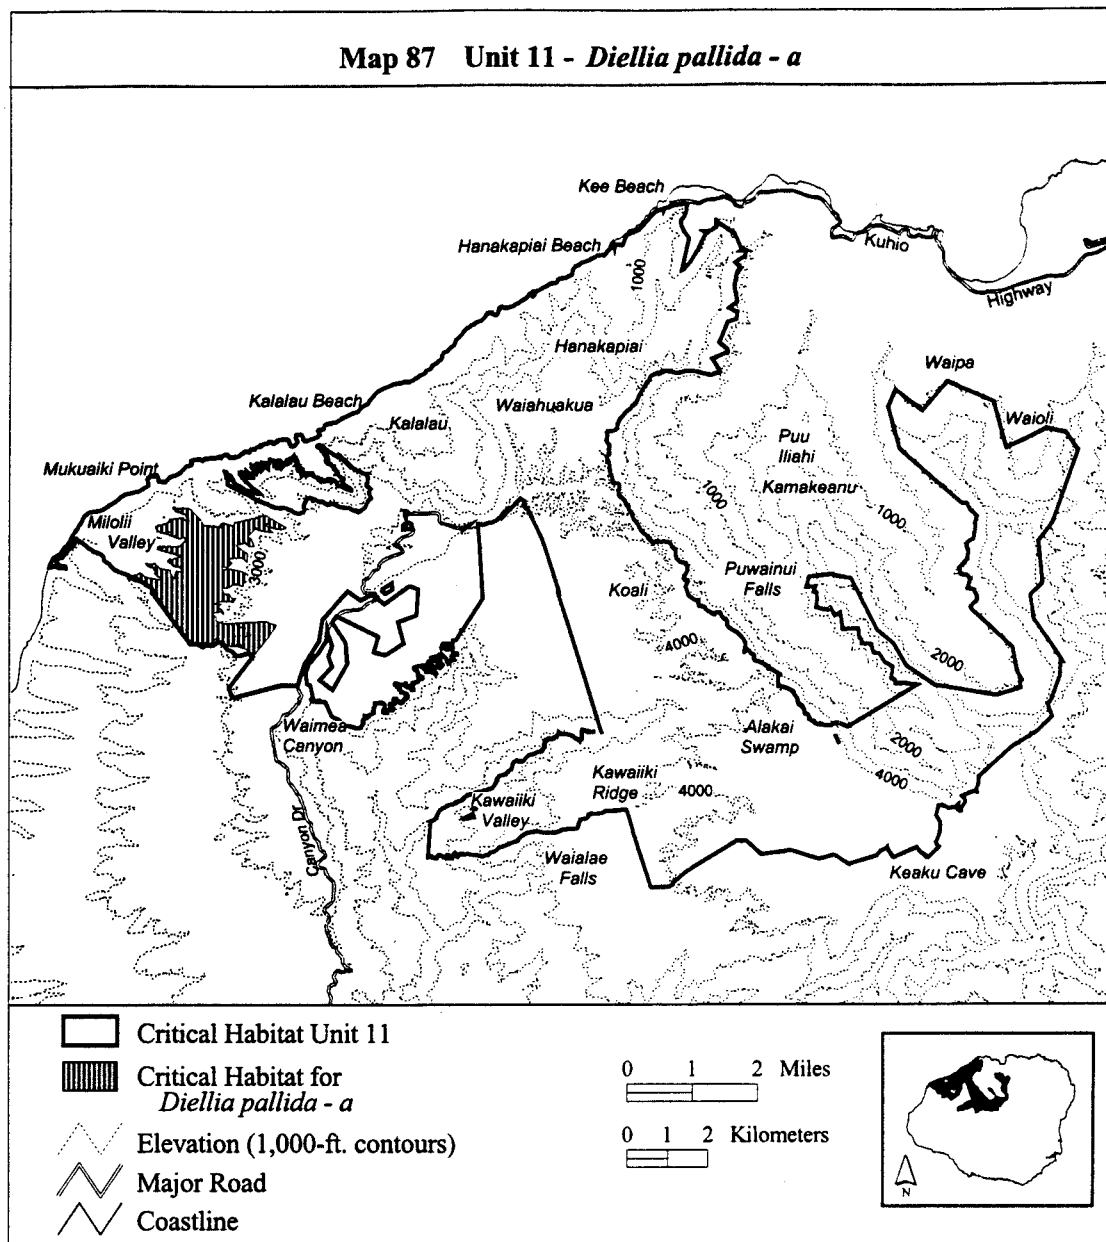 Map 87 Unit 11 - Diellia pallida - a
Kee Beach
Hanakapiai Beach
Kuhio
Highway
1000
Hanakapiai
Waipa
Kalalau Beach
Waiahuakua
Kalalau
Waioli
Puu
Iliahi
Mukuaiki Point
Kamakeanu
1000
1000
Milolii
Valley
3000
Puwainui
Falls
Koali
4000
2000
Waimea
Canyon
Alakai
Swamp
2000
4000
Kawaiiki
Ridge
4000
Kawaiiki
Valley
Canyon Dr
Waialae
Falls
Keaku Cave
Critical Habitat Unit 11
Critical Habitat for
Diellia pallida - a
Elevation (1,000-ft. contours)
Major Road
Coastline
0 1 2 Miles
0 1 2 Kilometers
N